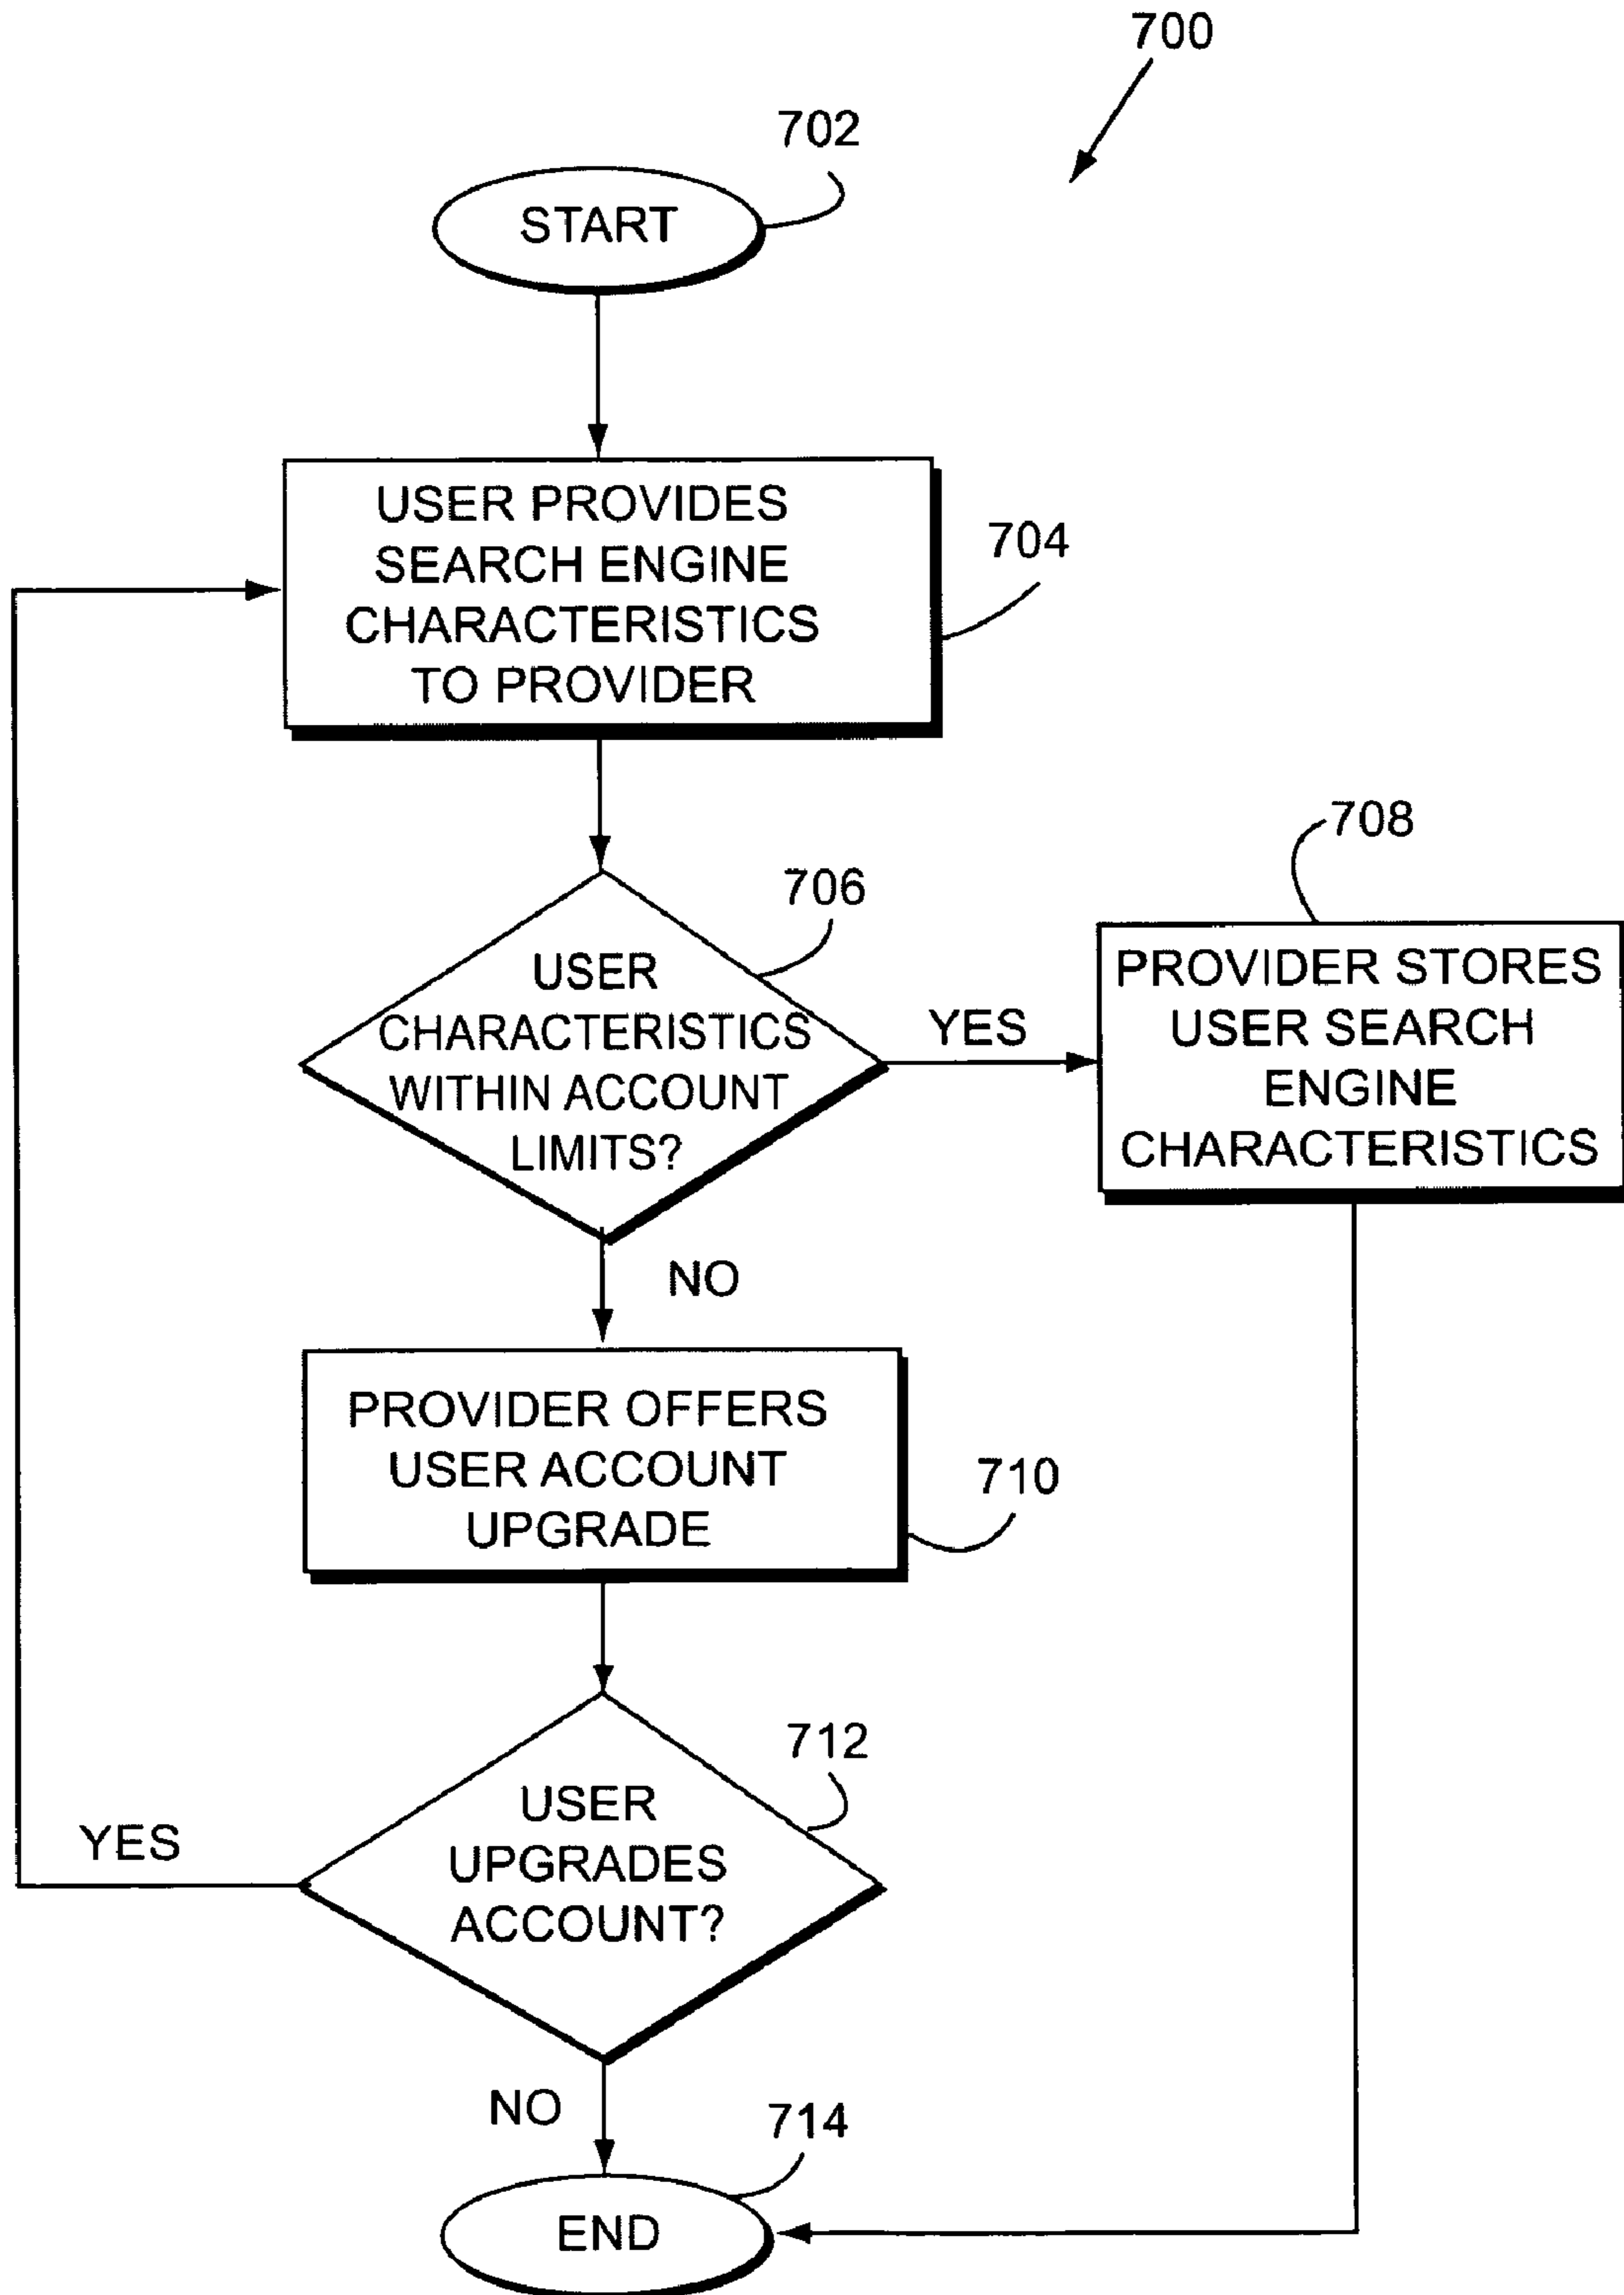 700
702
START
USER PROVIDES
SEARCH ENGINE
CHARACTERISTICS
TO PROVIDER
704
706
USER
CHARACTERISTICS
WITHIN ACCOUNT
LIMITS?
YES
708
PROVIDER STORES
USER SEARCH
ENGINE
CHARACTERISTICS
NO
PROVIDER OFFERS
USER ACCOUNT
UPGRADE
710
712
USER
UPGRADES
ACCOUNT?
YES
NO
714
END